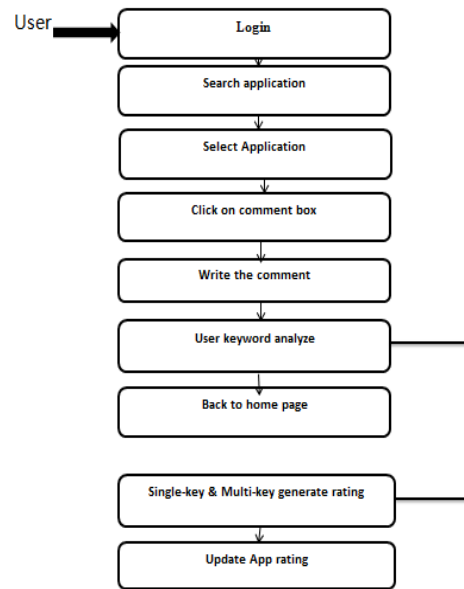 User
Login
Search application
Select Application
Click on comment box
Write the comment
User keyword analyze
Back to home page
Single-key & Multi-key generate rating
Update App rating